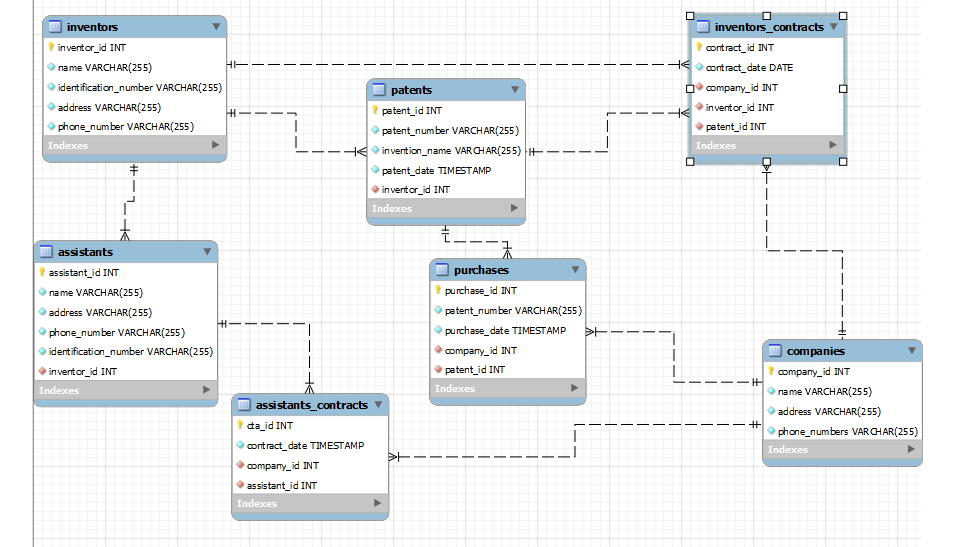 inventors
inventor_id INT
name VARCHAR(255)
identification_number VARCHAR(255)
address VARCHAR(255)
phone_number VARCHAR(255)
Indexes
patents
patent_id INT
patent_number VARCHAR(255)
invention_name VARCHAR(255)
patent_date TIMESTAMP
inventor_id INT
Indexes
inventors_contracts
contract_id INT
contract_date DATE
company_id INT
inventor_id INT
patent_id INT
Indexes
assistants
assistant_id INT
name VARCHAR(255)
address VARCHAR(255)
phone_number VARCHAR(255)
identification_number VARCHAR(255)
inventor_id INT
Indexes
purchases
purchase_id INT
patent_number VARCHAR(255)
purchase_date TIMESTAMP
company_id INT
patent_id INT
Indexes
companies
company_id INT
name VARCHAR(255)
address VARCHAR(255)
phone_numbers VARCHAR(255)
Indexes
assistants_contracts
cta_id INT
contract_date TIMESTAMP
company_id INT
assistant_id INT
Indexes